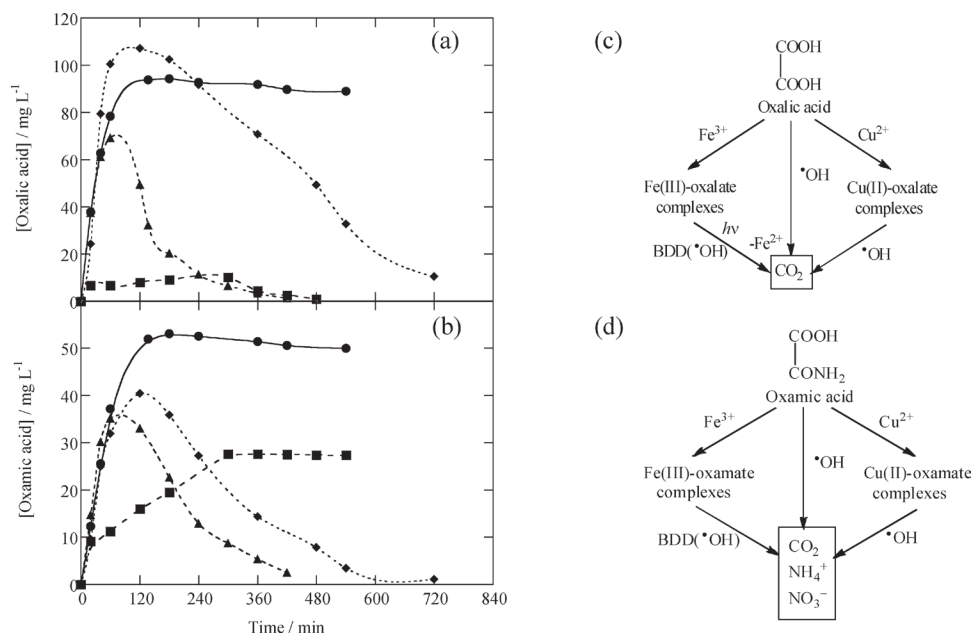 (a)
120
100
80
60
40
20
0
[Oxalic acid] / mg L⁻¹
(b)
50
40
30
20
10
0
[Oxamic acid] / mg L⁻¹
0 120 240 360 480 600 720 840
Time / min
(c)
COOH
COOH
Oxalic acid
Fe³⁺ Cu²⁺
•OH
Fe(III)-oxalate complexes
Cu(II)-oxalate complexes
hν
-Fe²⁺
BDD(•OH)
•OH
CO₂
(d)
COOH
CONH₂
Oxamic acid
Fe³⁺ Cu²⁺
•OH
Fe(III)-oxamate complexes
Cu(II)-oxamate complexes
BDD(•OH)
•OH
CO₂
NH₄⁺
NO₃⁻